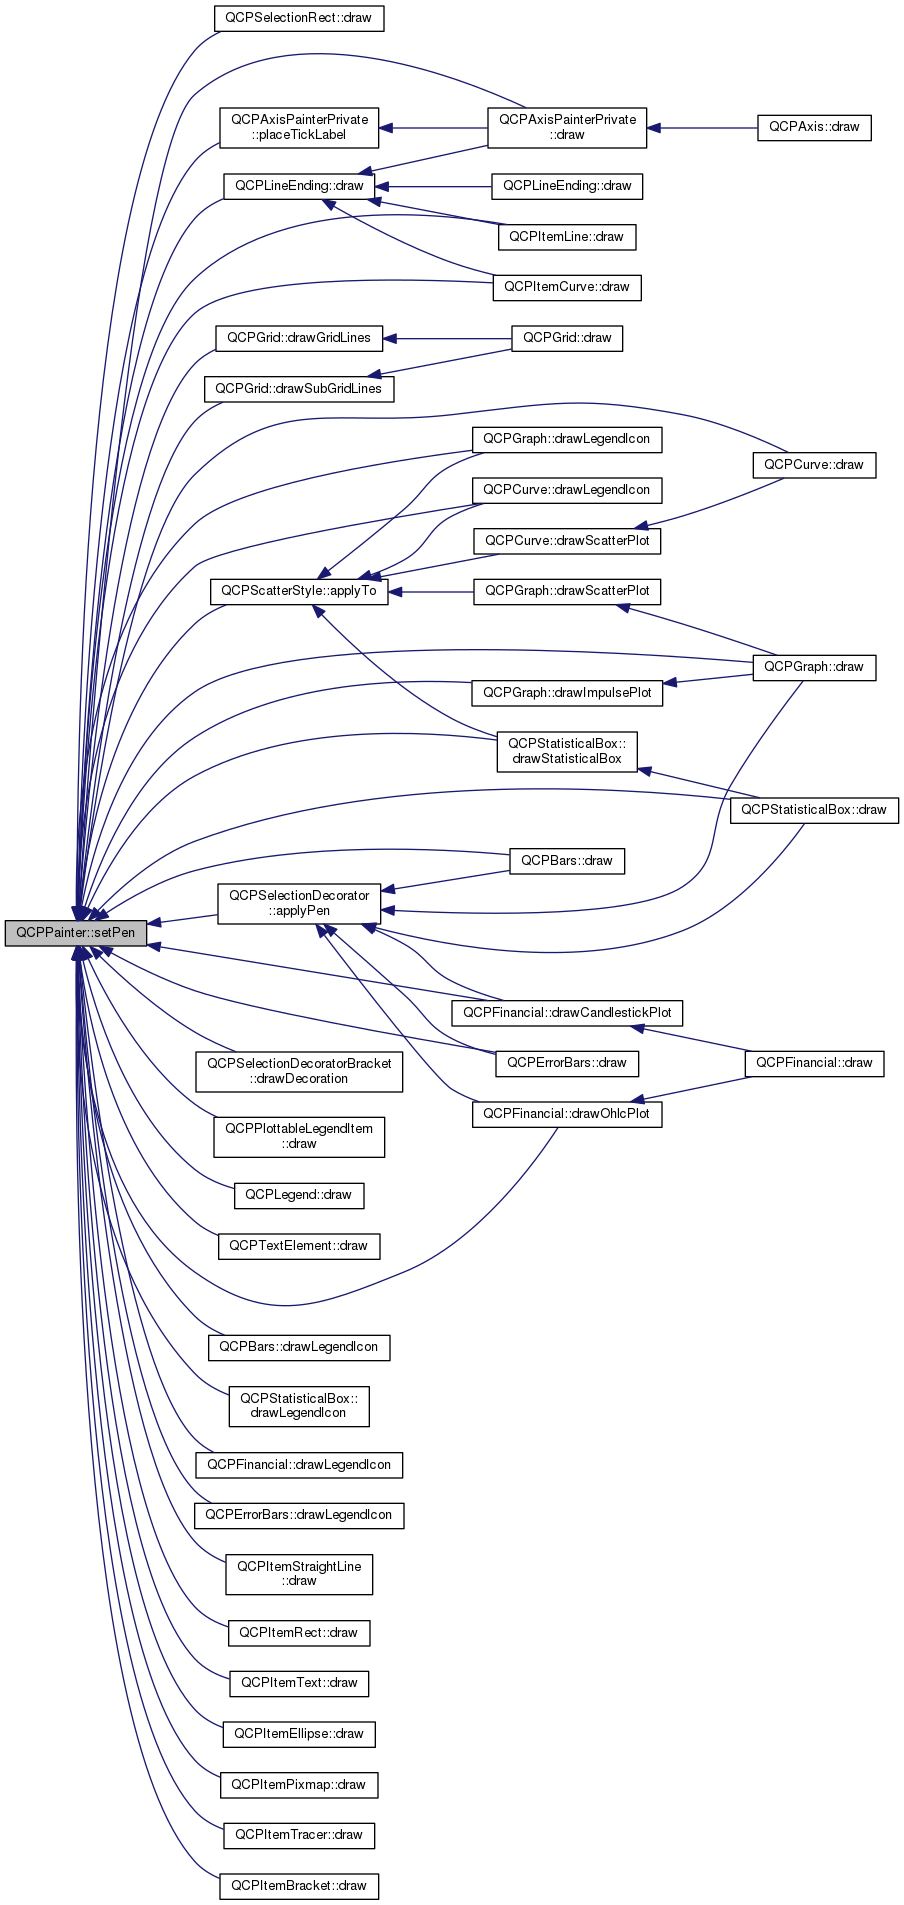 QCPSelectionRect::draw
QCPAxisPainterPrivate
::placeTickLabel
QCPAxisPainterPrivate
::draw
QCPAxis::draw
QCPLineEnding::draw
QCPLineEnding::draw
QCPItemLine::draw
QCPItemCurve::draw
QCPGrid::drawGridLines
QCPGrid::draw
QCPGrid::drawSubGridLines
QCPGraph::drawLegendIcon
QCPCurve::draw
QCPCurve::drawLegendIcon
QCPCurve::drawScatterPlot
QCPScatterStyle::applyTo
QCPGraph::drawScatterPlot
QCPGraph::draw
QCPGraph::drawImpulsePlot
QCPStatisticalBox::
drawStatisticalBox
QCPStatisticalBox::draw
QCPBars::draw
QCPSelectionDecorator
::applyPen
QCPPainter::setPen
QCPFinancial::drawCandlestickPlot
QCPErrorBars::draw
QCPFinancial::draw
QCPSelectionDecoratorBracket
::drawDecoration
QCPFinancial::drawOhlcPlot
QCPPlottableLegendItem
::draw
QCPLegend::draw
QCPTextElement::draw
QCPBars::drawLegendIcon
QCPStatisticalBox::
drawLegendIcon
QCPFinancial::drawLegendIcon
QCPErrorBars::drawLegendIcon
QCPItemStraightLine
::draw
QCPItemRect::draw
QCPItemText::draw
QCPItemEllipse::draw
QCPItemPixmap::draw
QCPItemTracer::draw
QCPItemBracket::draw